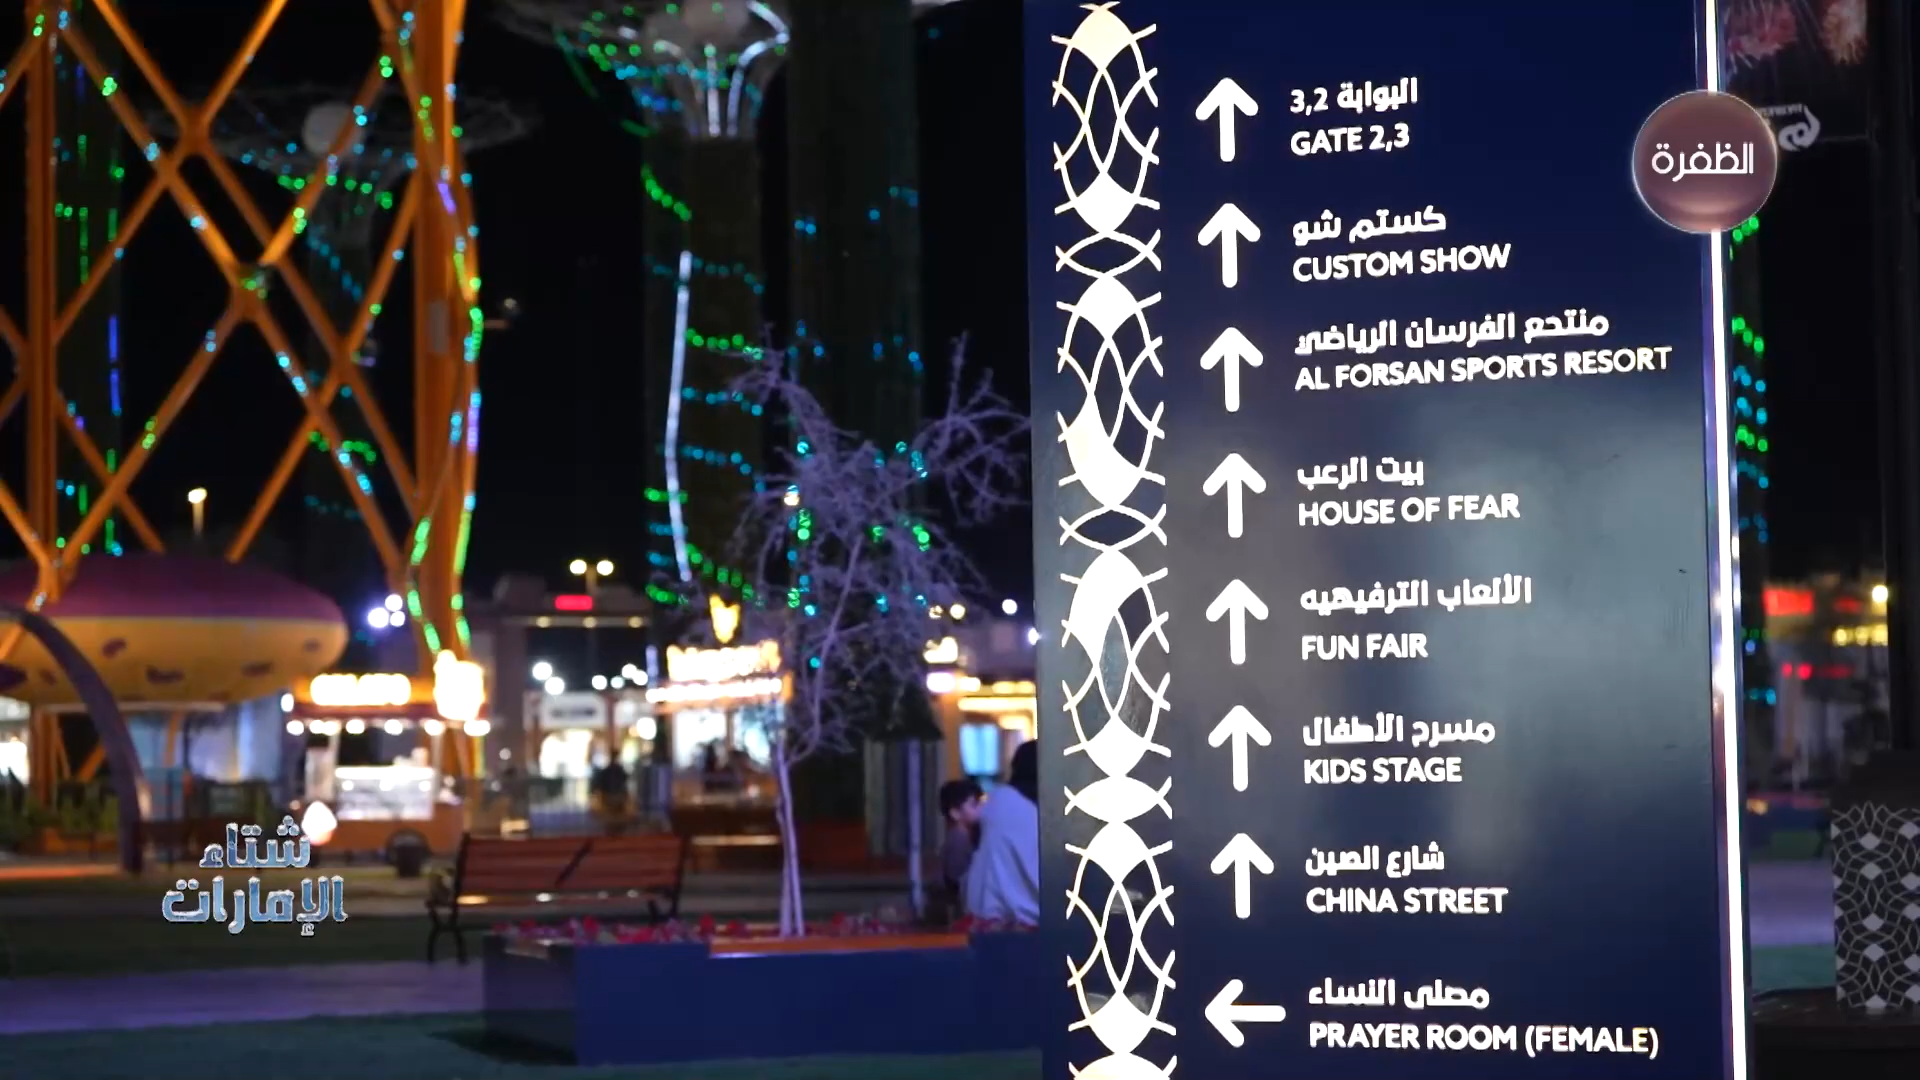 البوابة 3,2
GATE 2,3
الظفرة
كستم شو
CUSTOM SHOW
منتجع الفرسان الرياضي
AL FORSAN SPORTS RESORT
بيت الرعب
HOUSE OF FEAR
الألعاب الترفيهيه
FUN FAIR
مسرح الأطفال
KIDS STAGE
شارع الصين
CHINA STREET
مصلى النساء
PRAYER ROOM (FEMALE)
GELATO
شتاء
الإمارات